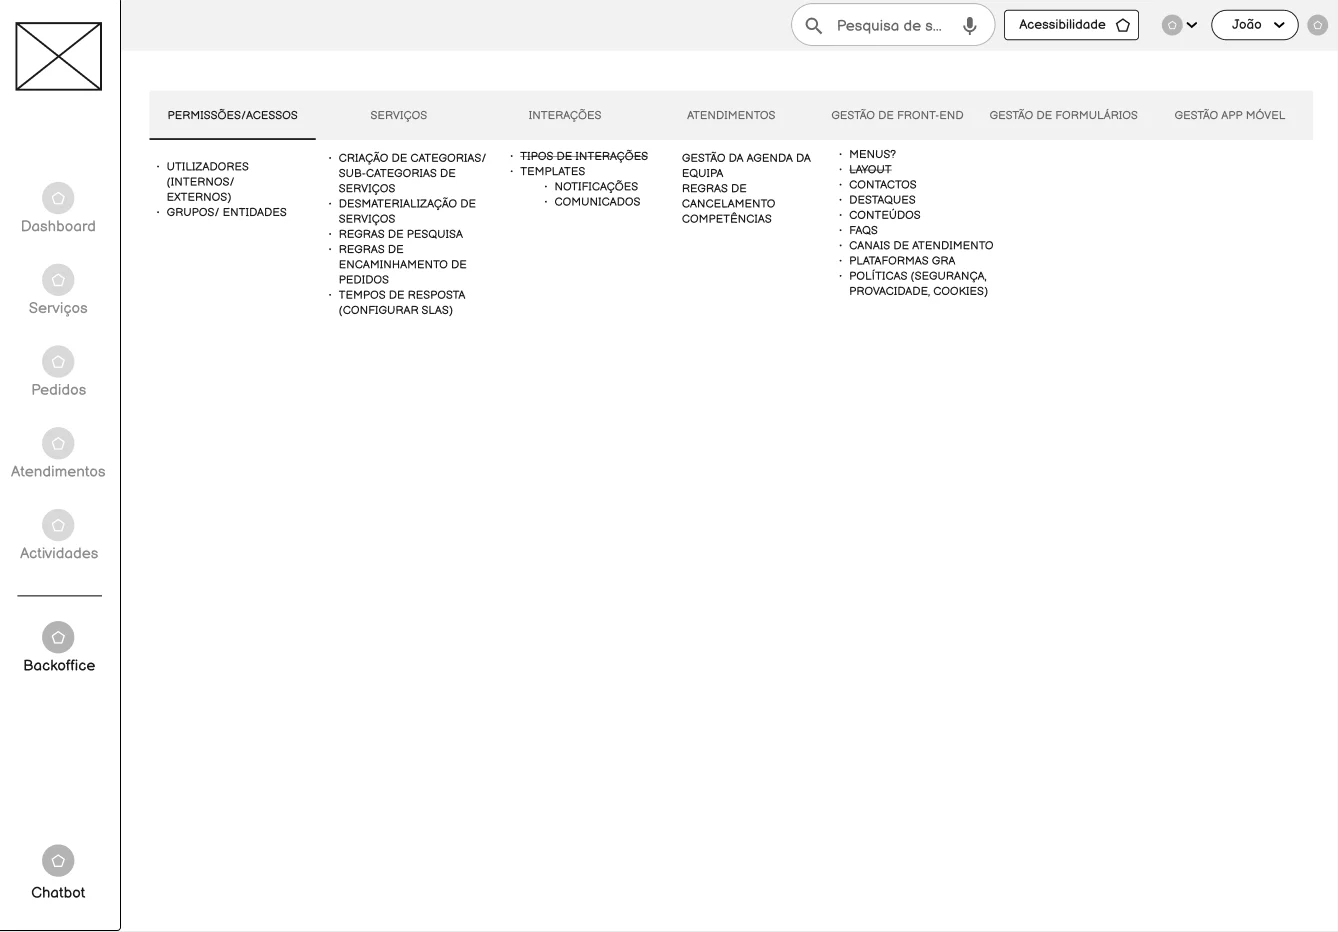 Pesquisa de s...
Acessibilidade
João
Dashboard
Serviços
Pedidos
Atendimentos
Actividades
Backoffice
Chatbot
PERMISSÕES/ACESSOS
SERVIÇOS
INTERAÇÕES
ATENDIMENTOS
GESTÃO DE FRONT-END
GESTÃO DE FORMULÁRIOS
GESTÃO APP MÓVEL
· UTILIZADORES
(INTERNOS/
EXTERNOS)
· GRUPOS/ ENTIDADES
· CRIAÇÃO DE CATEGORIAS/
SUB-CATEGORIAS DE
SERVIÇOS
· DESMATERIALIZAÇÃO DE
SERVIÇOS
· REGRAS DE PESQUISA
· REGRAS DE
ENCAMINHAMENTO DE
PEDIDOS
· TEMPOS DE RESPOSTA
(CONFIGURAR SLAS)
· TIPOS DE INTERAÇÕES
· TEMPLATES
· NOTIFICAÇÕES
· COMUNICADOS
GESTÃO DA AGENDA DA
EQUIPA
REGRAS DE
CANCELAMENTO
COMPETÊNCIAS
· MENUS?
· LAYOUT
· CONTACTOS
· DESTAQUES
· CONTEÚDOS
· FAQS
· CANAIS DE ATENDIMENTO
· PLATAFORMAS GRA
· POLÍTICAS (SEGURANÇA,
PROVACIDADE, COOKIES)